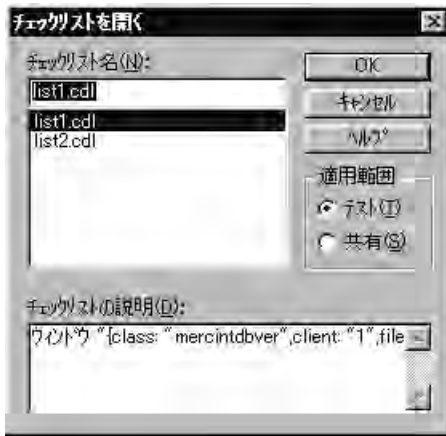 チェックリストを開く
チェックリスト名(N):
list1.cdl
list1.cdl
list2.cdl
OK
キャンセル
ヘルプ
適用範囲
テスト(T)
共有(S)
チェックリストの説明(D):
ウィンドウ "{class: "mercintdbver",client: "1",file